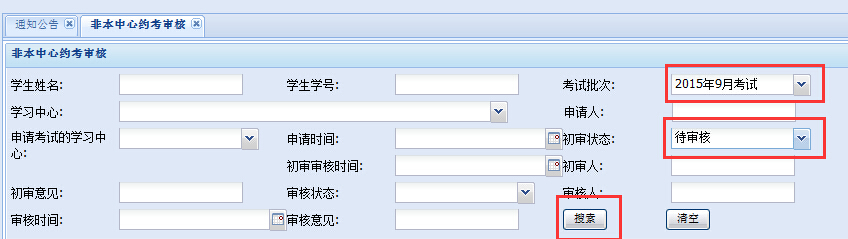 通知公告 非本中心约考审核
非本中心约考审核
学生姓名: 学生学号: 考试批次: 2015年9月考试
学习中心: 申请人:
申请考试的学习中心: 申请时间: 初审状态: 待审核
初审审核时间: 初审人:
初审意见: 审核状态: 审核人:
审核时间: 审核意见: 搜素 清空